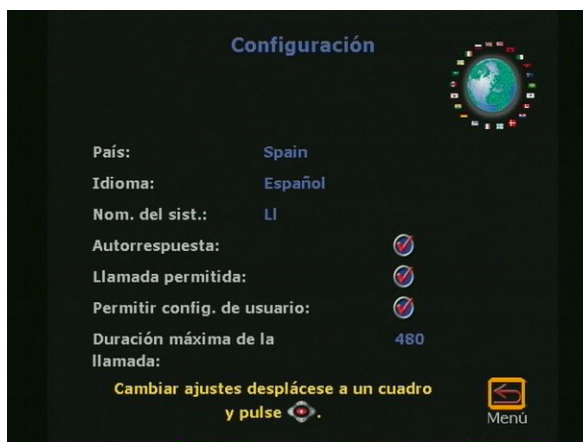 Configuración
País: Spain
Idioma: Español
Nom. del sist.: Ll
Autorrespuesta:
Llamada permitida:
Permitir config. de usuario:
Duración máxima de la 480
llamada:
Cambiar ajustes desplácese a un cuadro
y pulse .
Menú